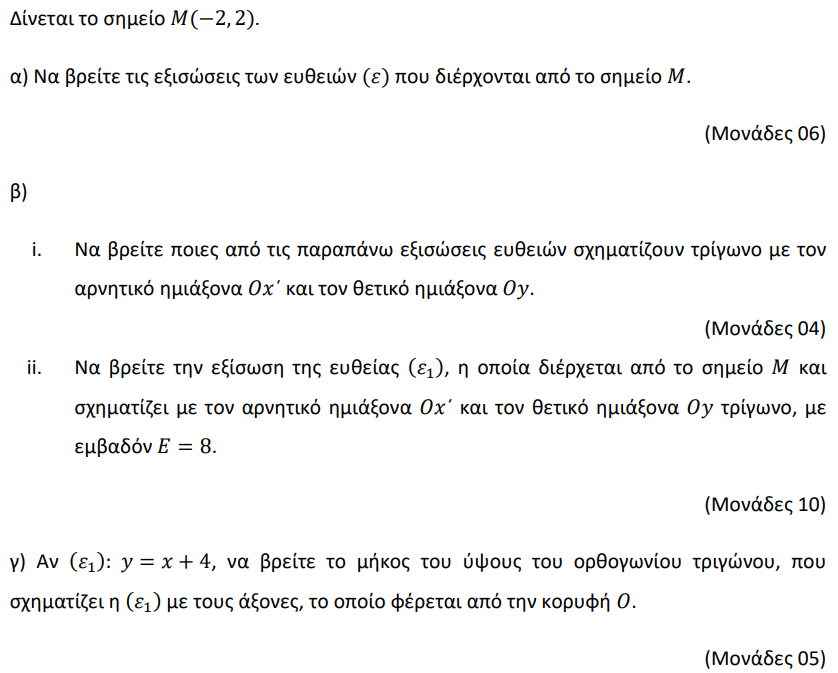 Δίνεται το σημείο 𝑀(−2, 2).
α) Να βρείτε τις εξισώσεις των ευθειών (𝜀) που διέρχονται από το σημείο 𝑀.
(Μονάδες 06)
β)
i. Να βρείτε ποιες από τις παραπάνω εξισώσεις ευθειών σχηματίζουν τρίγωνο με τον
αρνητικό ημιάξονα 𝑂𝑥΄ και τον θετικό ημιάξονα 𝑂𝑦.
(Μονάδες 04)
ii. Να βρείτε την εξίσωση της ευθείας (𝜀₁), η οποία διέρχεται από το σημείο 𝑀 και
σχηματίζει με τον αρνητικό ημιάξονα 𝑂𝑥΄ και τον θετικό ημιάξονα 𝑂𝑦 τρίγωνο, με
εμβαδόν 𝐸 = 8.
(Μονάδες 10)
γ) Αν (𝜀₁): 𝑦 = 𝑥 + 4, να βρείτε το μήκος του ύψους του ορθογωνίου τριγώνου, που
σχηματίζει η (𝜀₁) με τους άξονες, το οποίο φέρεται από την κορυφή 𝑂.
(Μονάδες 05)